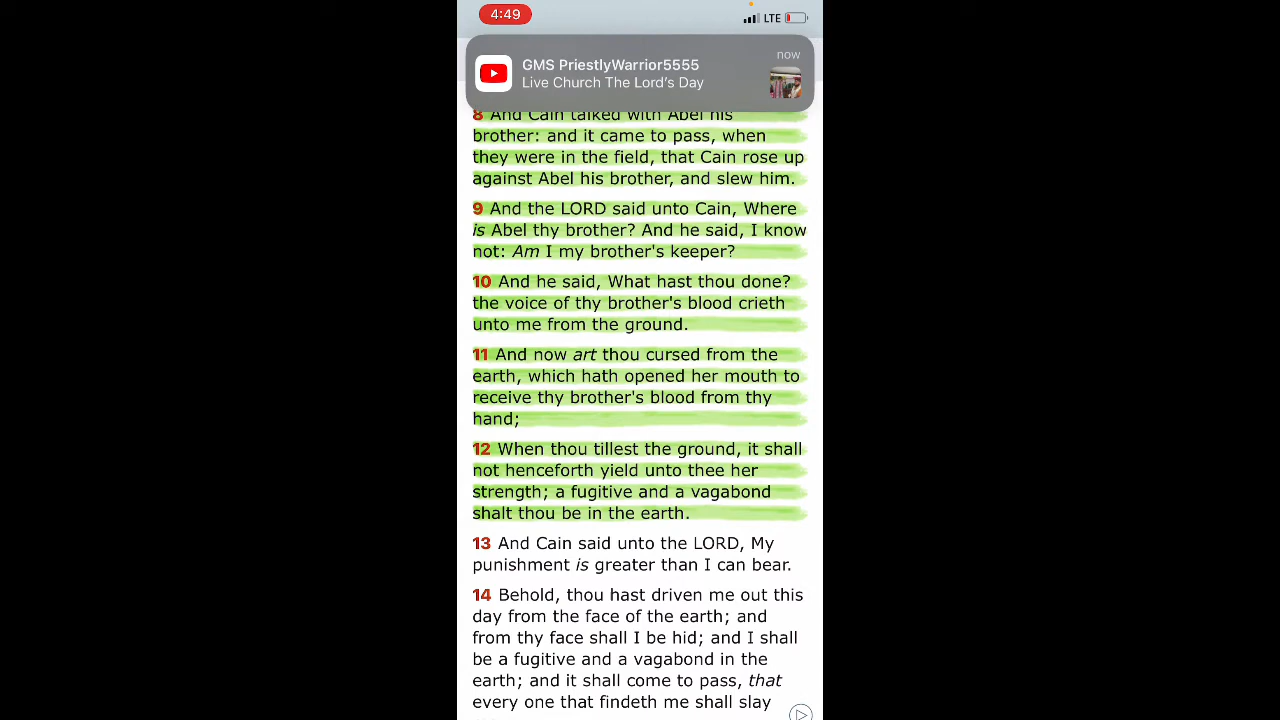 4:49
LTE
GMS PriestlyWarrior5555
now
Live Church The Lord's Day
8 And Cain talked with Abel his
brother: and it came to pass, when
they were in the field, that Cain rose up
against Abel his brother, and slew him.
9 And the LORD said unto Cain, Where
is Abel thy brother? And he said, I know
not: Am I my brother's keeper?
10 And he said, What hast thou done?
the voice of thy brother's blood crieth
unto me from the ground.
11 And now art thou cursed from the
earth, which hath opened her mouth to
receive thy brother's blood from thy
hand;
12 When thou tillest the ground, it shall
not henceforth yield unto thee her
strength; a fugitive and a vagabond
shalt thou be in the earth.
13 And Cain said unto the LORD, My
punishment is greater than I can bear.
14 Behold, thou hast driven me out this
day from the face of the earth; and
from thy face shall I be hid; and I shall
be a fugitive and a vagabond in the
earth; and it shall come to pass, that
every one that findeth me shall slay